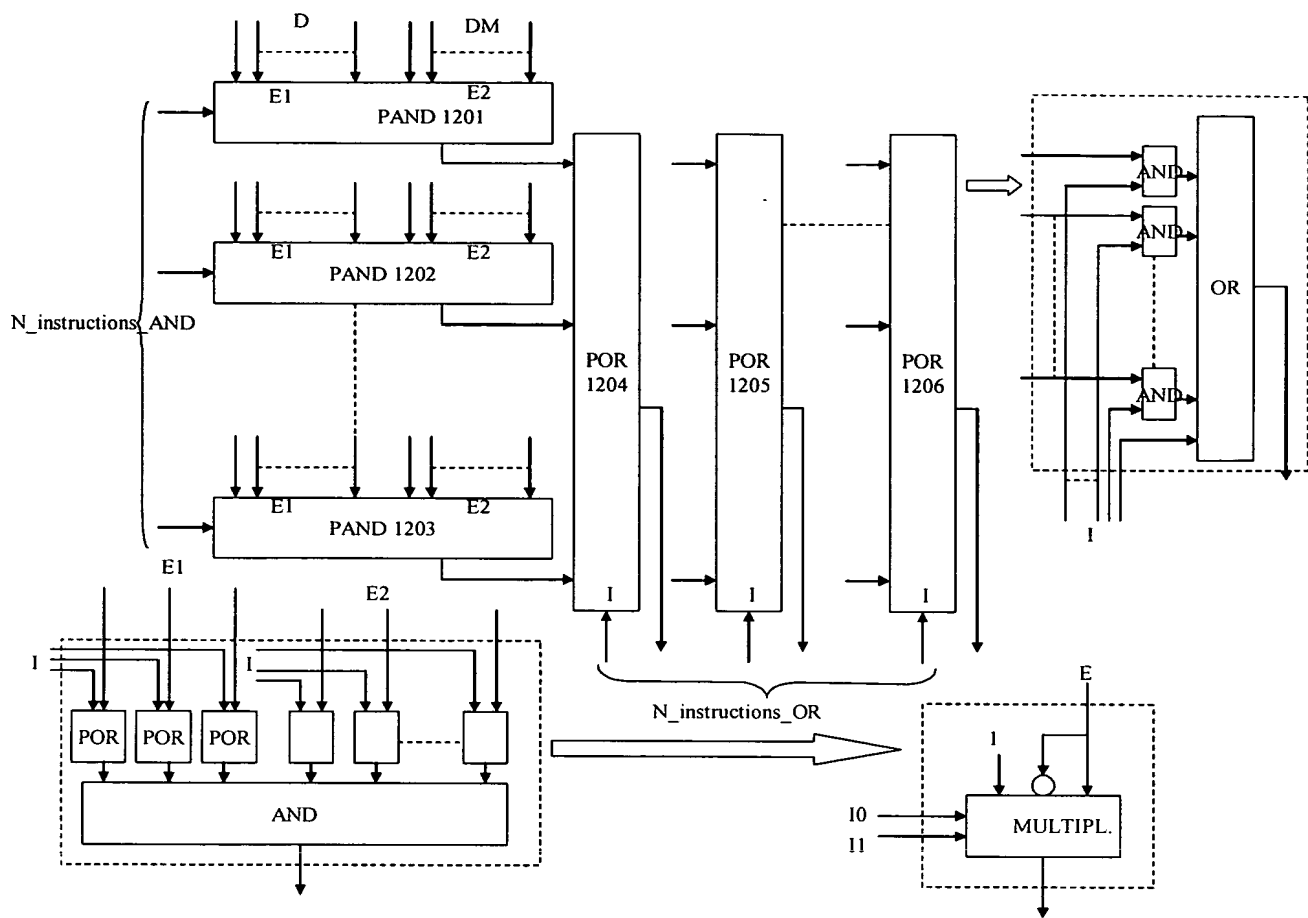 D
DM
E1
E2
PAND 1201
E1
E2
PAND 1202
N_instructions_AND
E1
E2
PAND 1203
POR
1204
I
POR
1205
I
POR
1206
I
N_instructions_OR
AND
AND
AND
OR
I
E1
E2
I
I
POR
POR
POR
AND
E
1
I0
I1
MULTIPL.